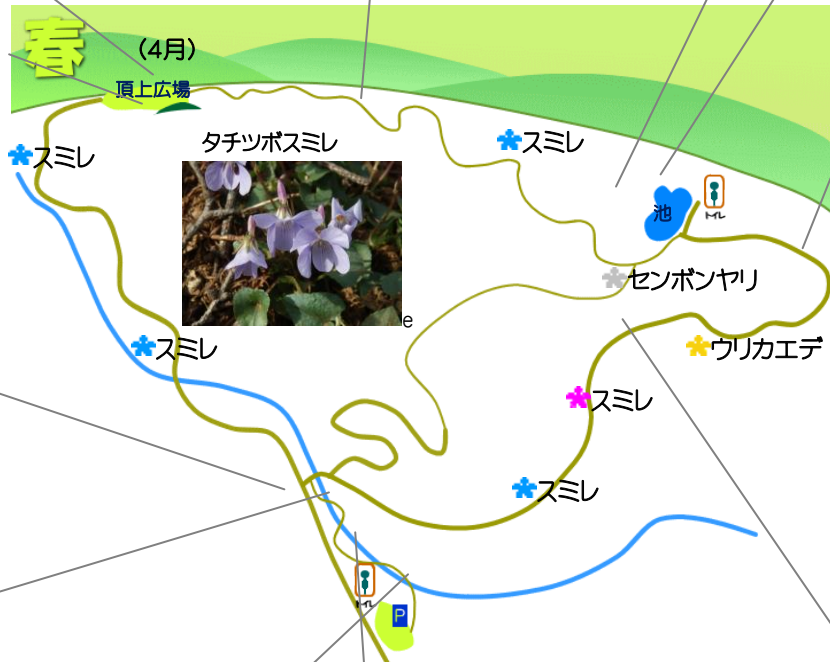 春
（4月）
頂上広場
タチツボスミレ
スミレ
スミレ
池
トイレ
センボンヤリ
e
スミレ
ウリカエデ
スミレ
スミレ
トイレ
P